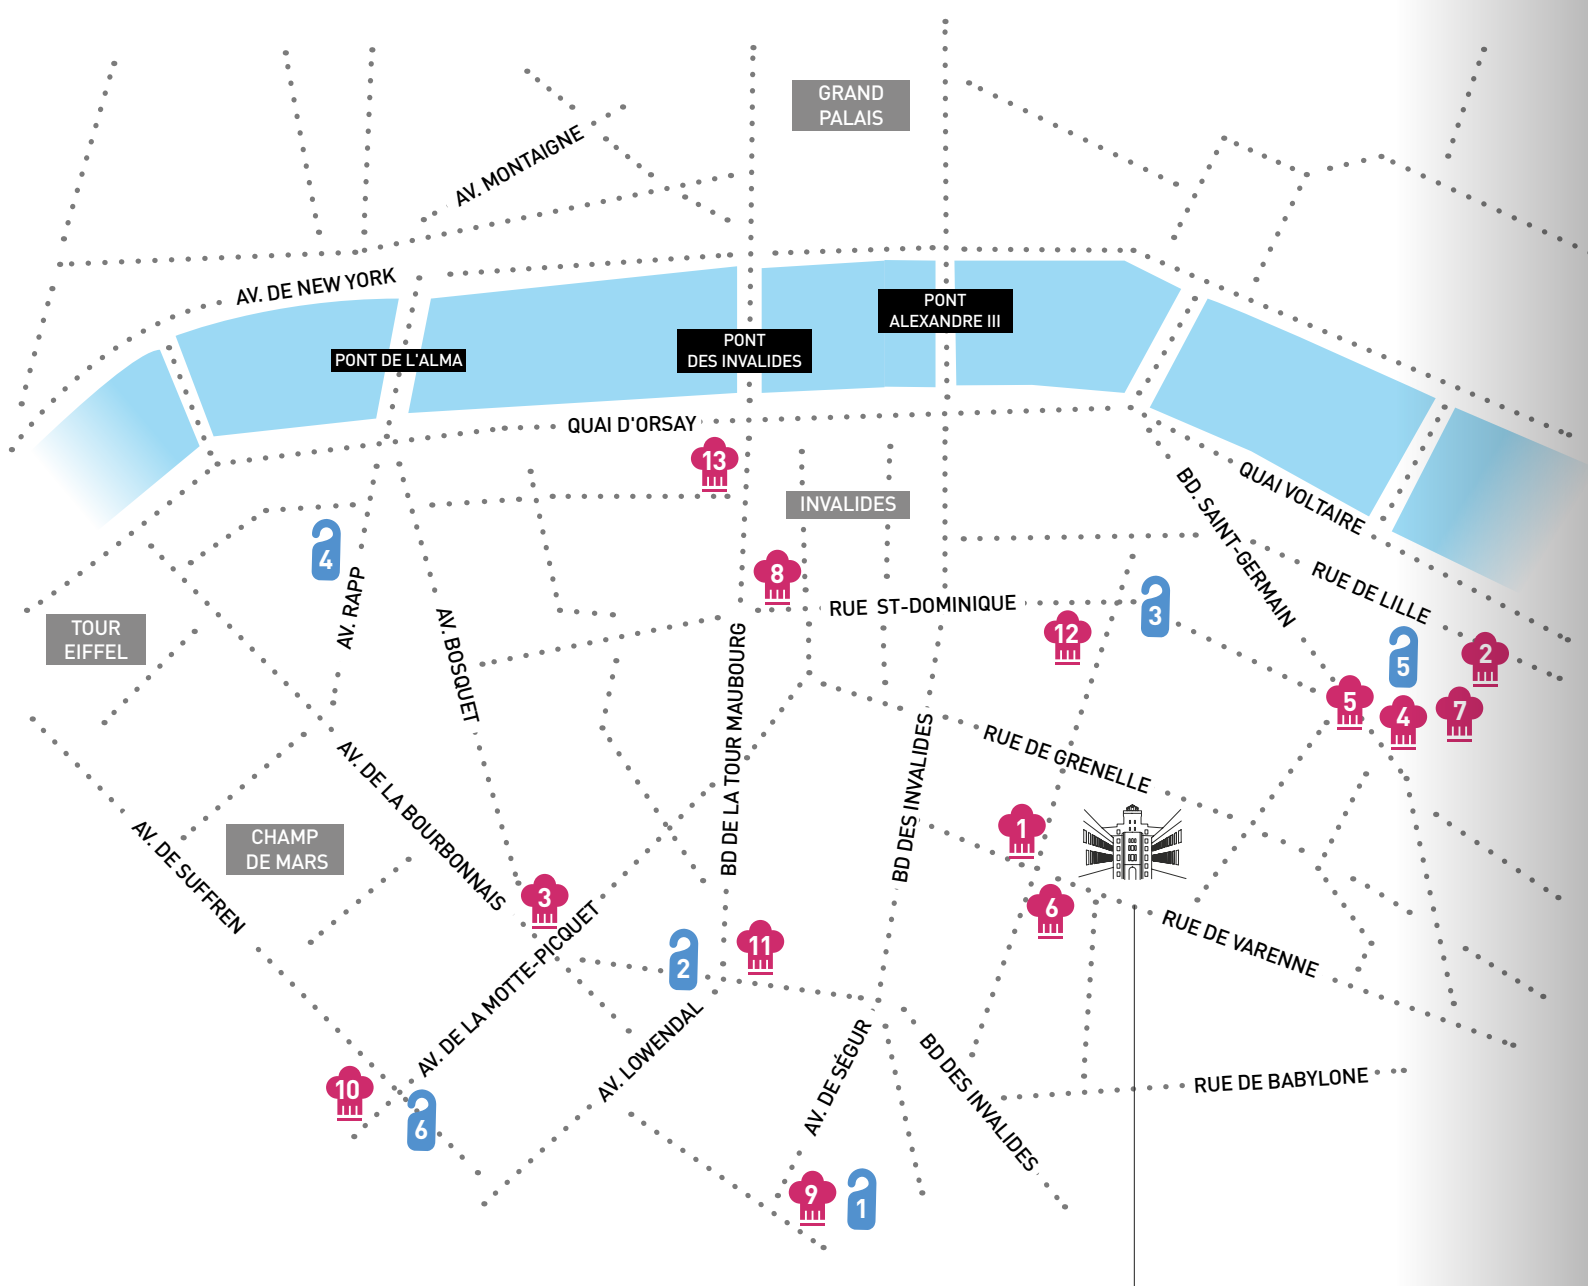 GRAND
PALAIS
AV. MONTAIGNE
AV. DE NEW YORK
PONT
ALEXANDRE III
PONT
DES INVALIDES
PONT DE L'ALMA
QUAI D'ORSAY
13
INVALIDES
QUAI VOLTAIRE
BD. SAINT-GERMAIN
4
8
RUE DE LILLE
AV. RAPP
RUE ST-DOMINIQUE
3
12
TOUR
EIFFEL
AV. BOSQUET
5
2
5
4
7
BD DE LA TOUR MAUBOURG
RUE DE GRENELLE
BD DES INVALIDES
AV. DE LA BOURBONNAIS
CHAMP
DE MARS
1
AV. DE SUFFREN
3
6
RUE DE VARENNE
AV. DE LA MOTTE-PICQUET
2
11
AV. LOWENDAL
AV. DE SÉGUR
BD DES INVALIDES
RUE DE BABYLONE
10
6
9
1